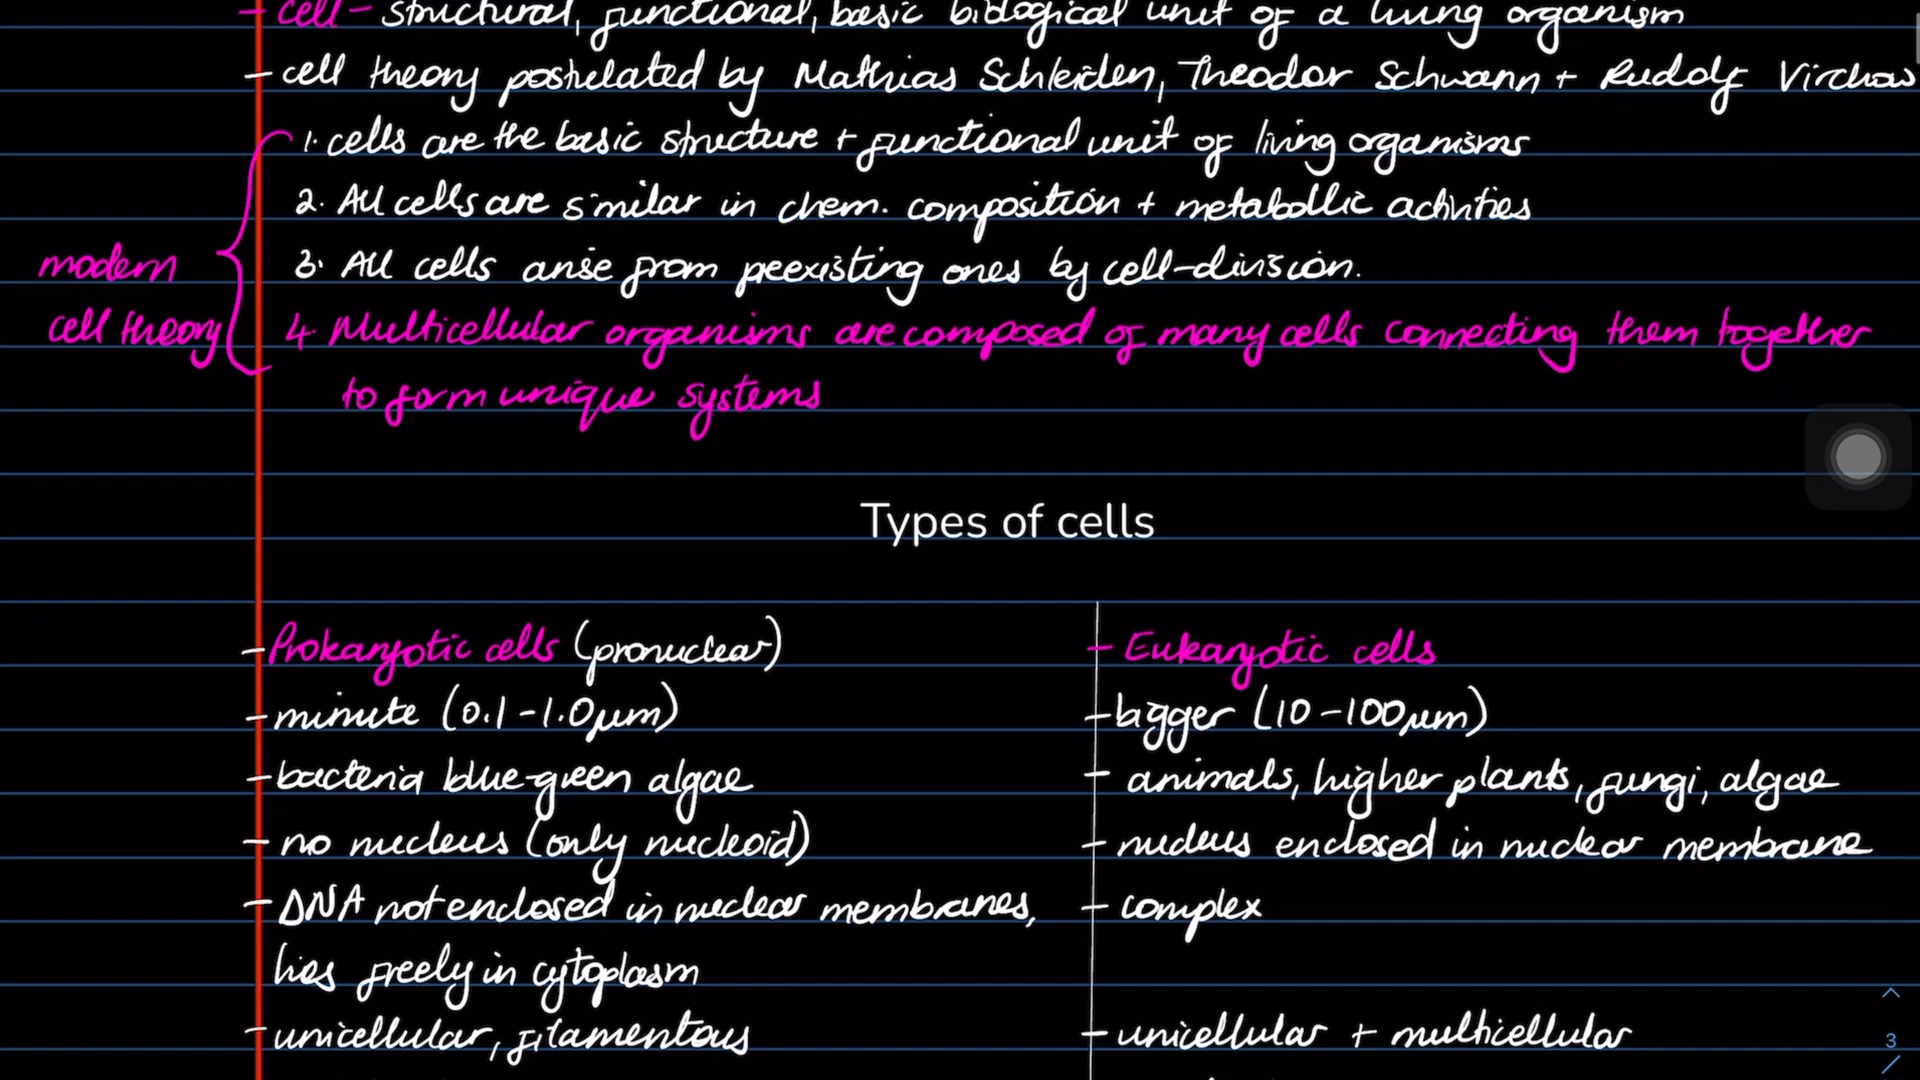 - cell - structural, functional, basic biological unit of a living organism
- cell theory postulated by Mathias Schleiden, Theodor Schwann + Rudolf Virchow
1. cells are the basic structure + functional unit of living organisms
2. All cells are similar in chem. composition + metabollic activities
3. All cells arise from preexisting ones by cell-division.
modern
cell theory
4. Multicellular organisms are composed of many cells connecting them together
to form unique systems
Types of cells
- Prokaryotic cells (pronuclear)
- minute (0.1-1.0µm)
- bacteria blue-green algae
- no nucleus (only nucleoid)
- DNA not enclosed in nuclear membranes,
lies freely in cytoplasm
- unicellular, filamentous
- Eukaryotic cells
- bigger (10-100µm)
- animals, higher plants, fungi, algae
- nucleus enclosed in nuclear membrane
- complex
- unicellular + multicellular
3